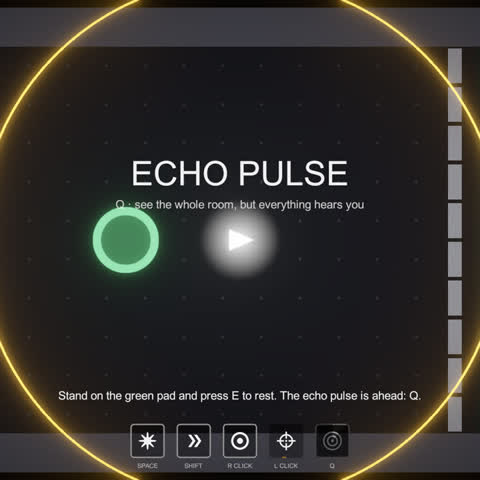 ECHO PULSE
Q · see the whole room, but everything hears you
Stand on the green pad and press E to rest. The echo pulse is ahead: Q.
SPACE
SHIFT
R CLICK
L CLICK
Q